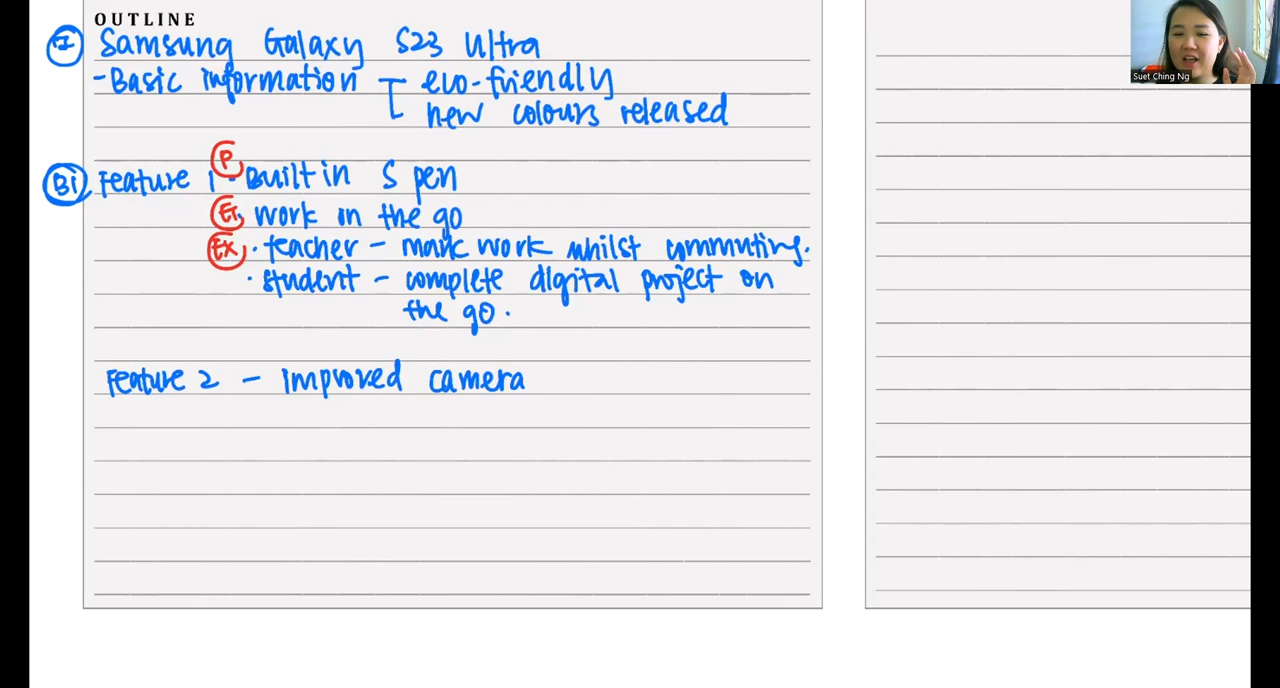 OUTLINE
I Samsung Galaxy S23 Ultra
- Basic information eco-friendly
new colours released
B1 Feature 1 P - Built in S pen
El work on the go
Ex • teacher - mark work whilst commuting.
• student - complete digital project on
the go.
Feature 2 - improved camera
Suet Ching Ng